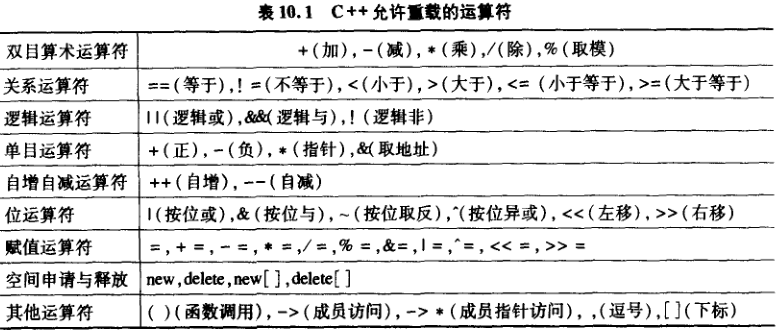 表 10.1 C++允许重载的运算符
双目算术运算符 +(加),-(减),*(乘),/(除),%(取模)
关系运算符 ==(等于),! =(不等于),<(小于),>(大于),<= (小于等于),>=(大于等于)
逻辑运算符 ||(逻辑或),&&(逻辑与),! (逻辑非)
单目运算符 +(正),-(负),*(指针),&(取地址)
自增自减运算符 ++(自增),--(自减)
位运算符 |(按位或),&(按位与),~(按位取反),^(按位异或),<<(左移),>>(右移)
赋值运算符 =,+ =,- =,* =,/ =,% =,&=,|=,^=,<< =,>> =
空间申请与释放 new,delete,new[ ],delete[ ]
其他运算符 ( )(函数调用),->(成员访问),-> *(成员指针访问), ,(逗号),[ ](下标)